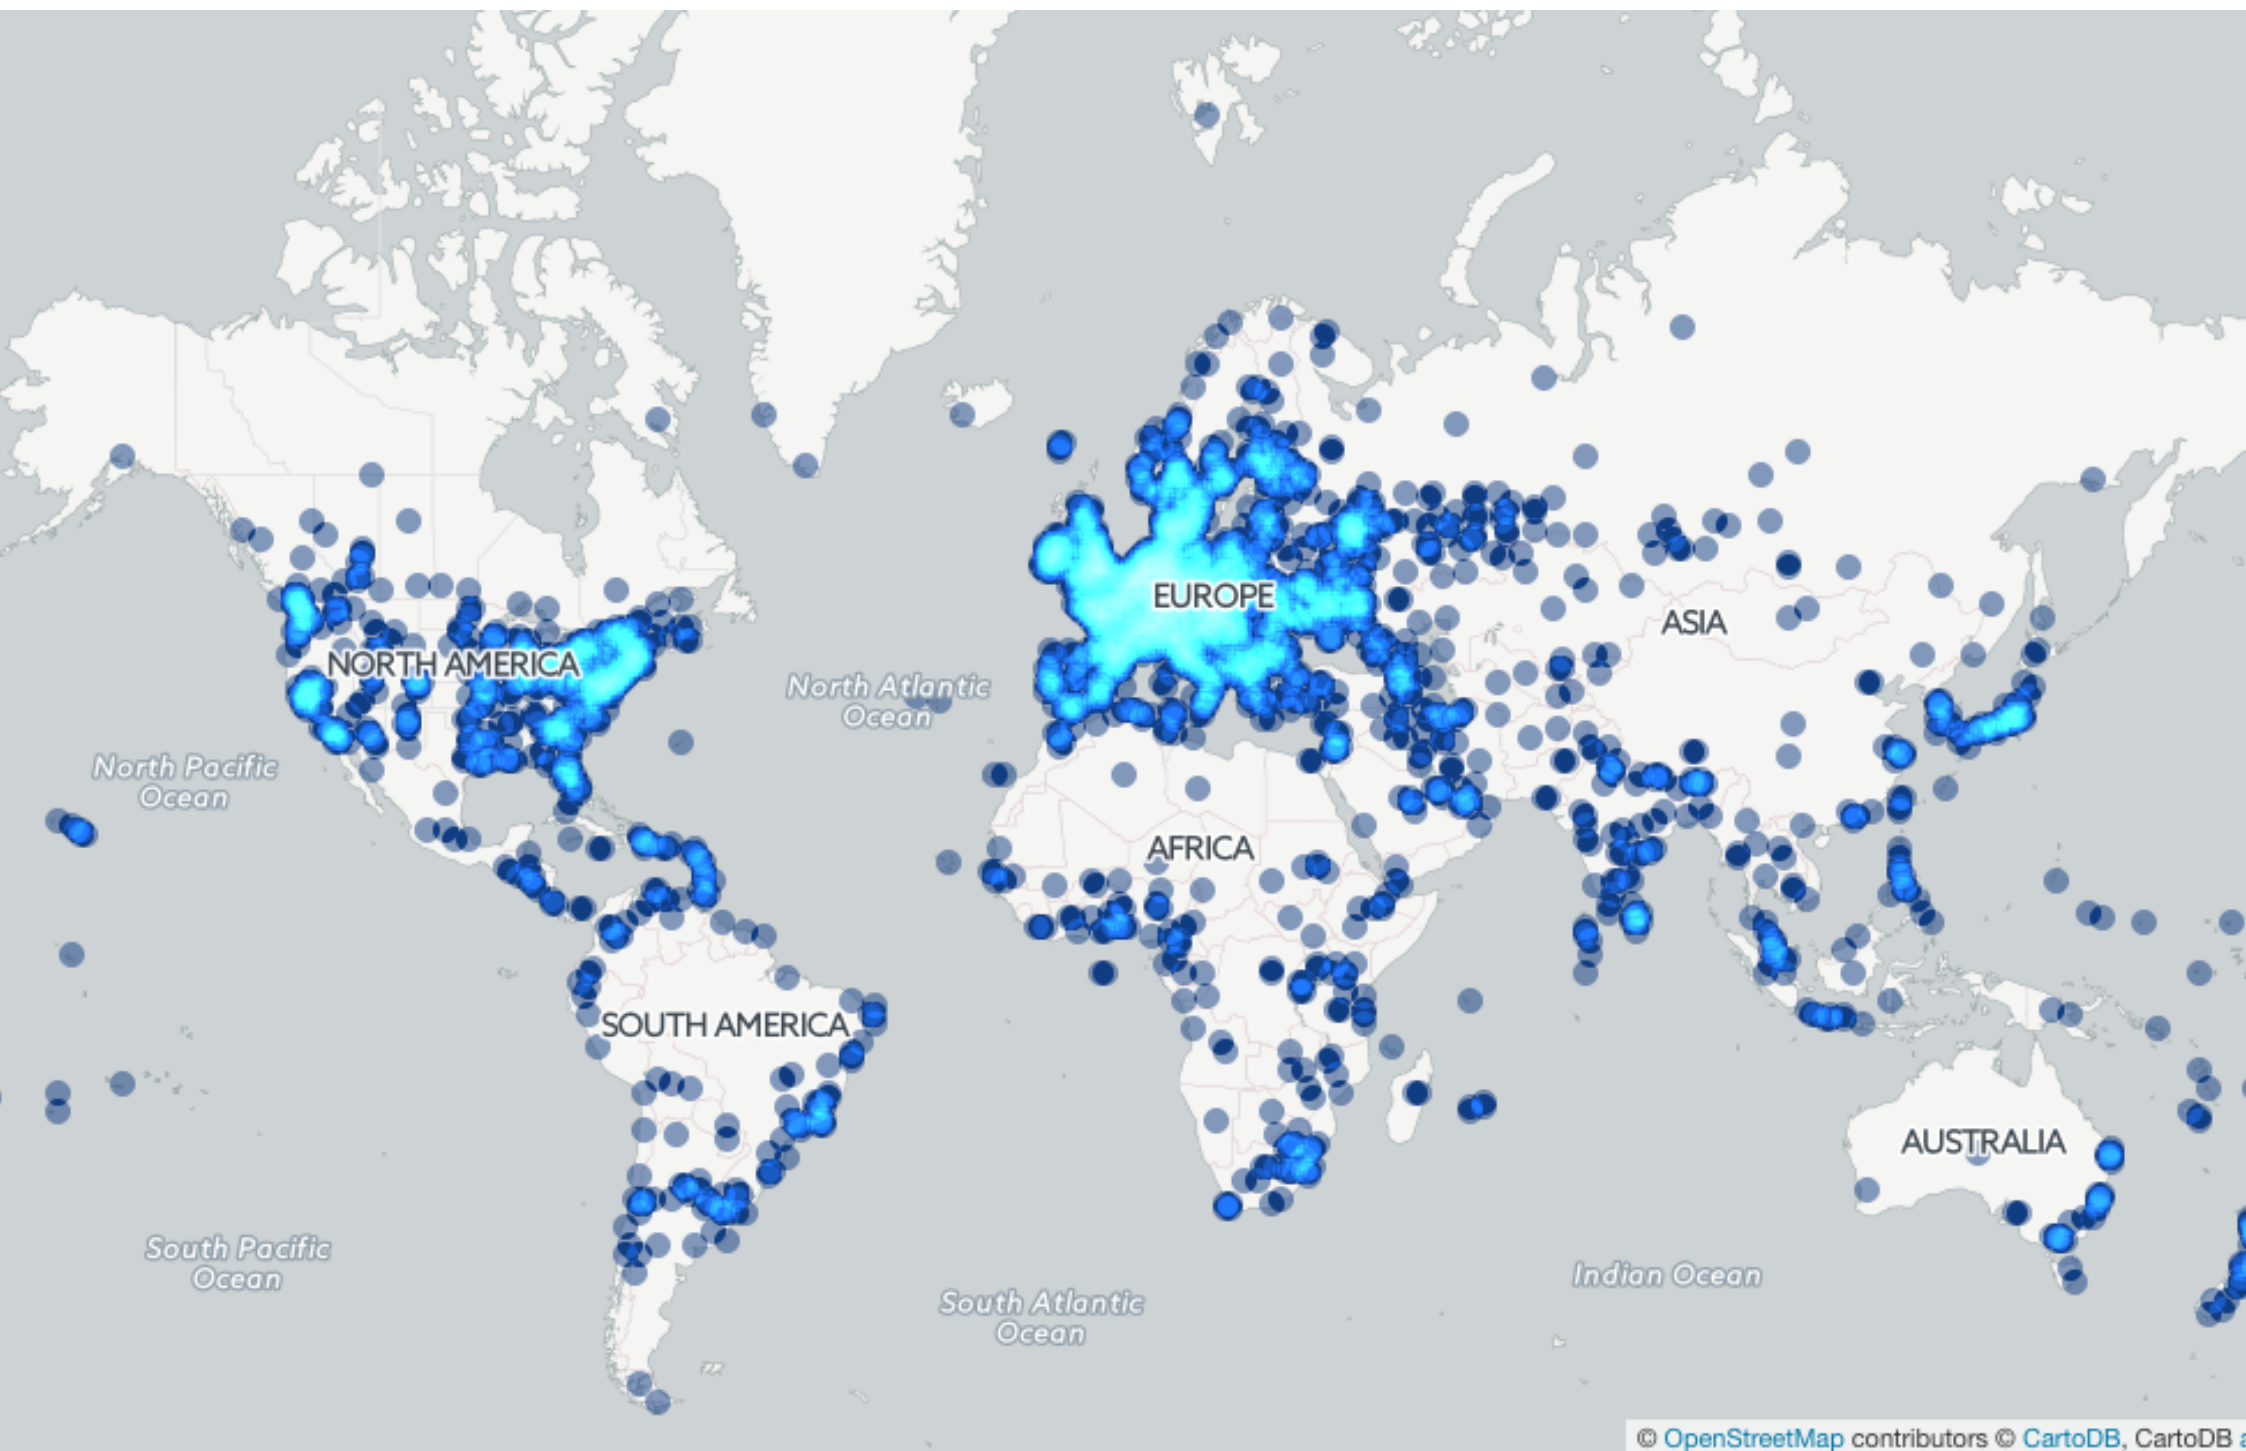 EUROPE
ASIA
NORTH AMERICA
North Atlantic
Ocean
North Pacific
Ocean
AFRICA
SOUTH AMERICA
AUSTRALIA
South Pacific
Ocean
Indian Ocean
South Atlantic
Ocean
© OpenStreetMap contributors © CartoDB, CartoDB a